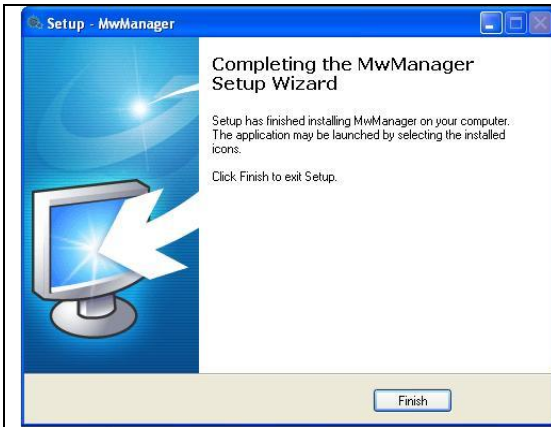 Setup - MwManager
Completing the MwManager
Setup Wizard
Setup has finished installing MwManager on your computer.
The application may be launched by selecting the installed
icons.
Click Finish to exit Setup.
Finish